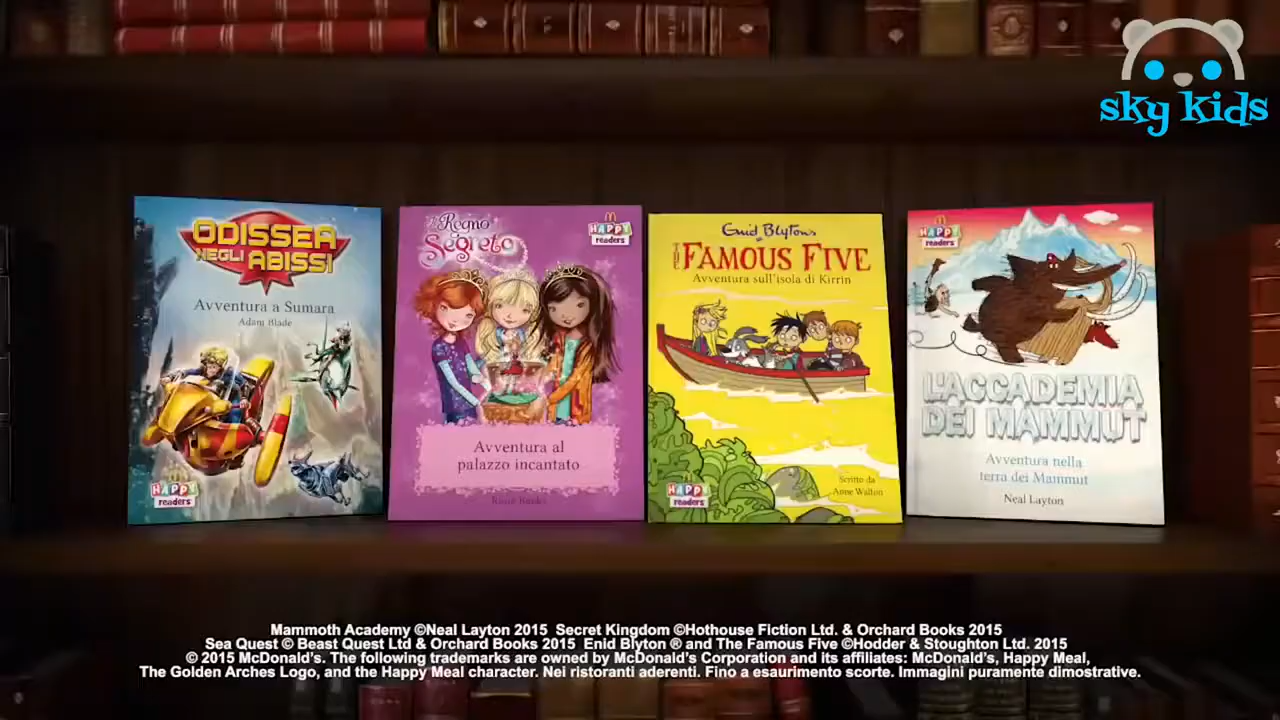 sky kids
ODISSEA
NEGLI ABISSI
Avventura a Sumara
Adam Blade
HAPPY
readers
Regno
Segreto
HAPPY
readers
Avventura al
palazzo incantato
Enid Blyton's
THE FAMOUS FIVE
Avventura sull'isola di Kirrin
Scritto da
Anne Walton
HAPPY
readers
HAPPY
readers
L'ACCADEMIA
DEI MAMMUT
Avventura nella
terra dei Mammut
Neal Layton
Mammoth Academy ©Neal Layton 2015 Secret Kingdom ©Hothouse Fiction Ltd. & Orchard Books 2015
Sea Quest © Beast Quest Ltd & Orchard Books 2015 Enid Blyton ® and The Famous Five ©Hodder & Stoughton Ltd. 2015
© 2015 McDonald's. The following trademarks are owned by McDonald's Corporation and its affiliates: McDonald's, Happy Meal,
The Golden Arches Logo, and the Happy Meal character. Nei ristoranti aderenti. Fino a esaurimento scorte. Immagini puramente dimostrative.